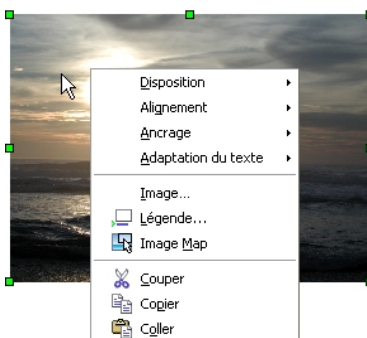 Disposition
Alignement
Ancrage
Adaptation du texte
Image...
Légende...
Image Map
Couper
Copier
Coller